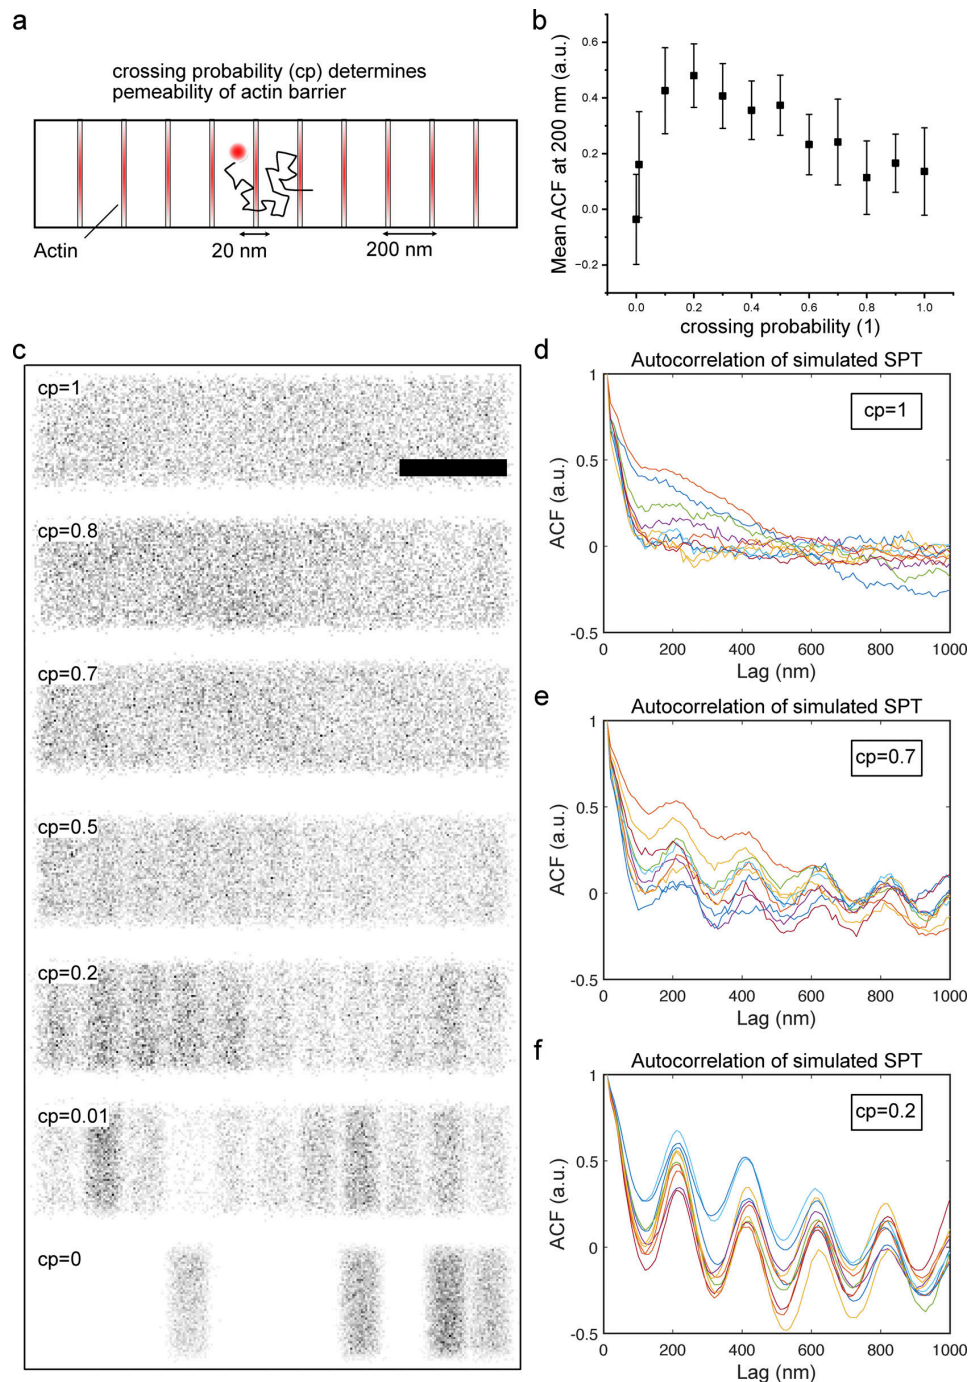 a
crossing probability (cp) determines
pemeability of actin barrier
Actin
20 nm
200 nm
b
Mean ACF at 200 nm (a.u.)
0.6
0.4
0.2
0.0
−0.2
0.0
0.2
0.4
0.6
0.8
1.0
crossing probability (1)
c
cp=1
cp=0.8
cp=0.7
cp=0.5
cp=0.2
cp=0.01
cp=0
d
Autocorrelation of simulated SPT
cp=1
ACF (a.u.)
1
0.5
0
-0.5
0
200
400
600
800
1000
Lag (nm)
e
Autocorrelation of simulated SPT
cp=0.7
ACF (a.u.)
1
0.5
0
-0.5
0
200
400
600
800
1000
Lag (nm)
f
Autocorrelation of simulated SPT
cp=0.2
ACF (a.u.)
1
0.5
0
-0.5
0
200
400
600
800
1000
Lag (nm)